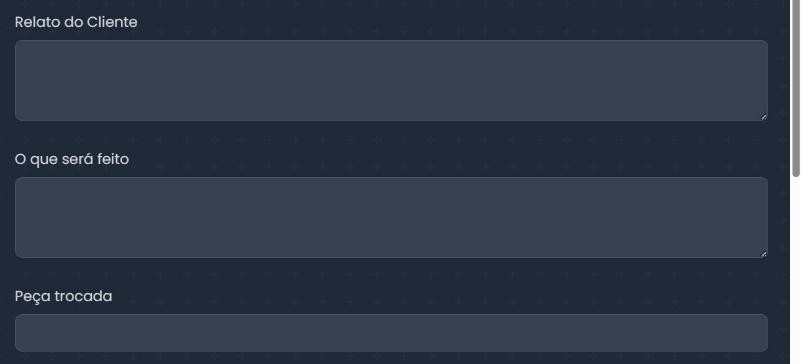 Relato do Cliente
O que será feito
Peça trocada